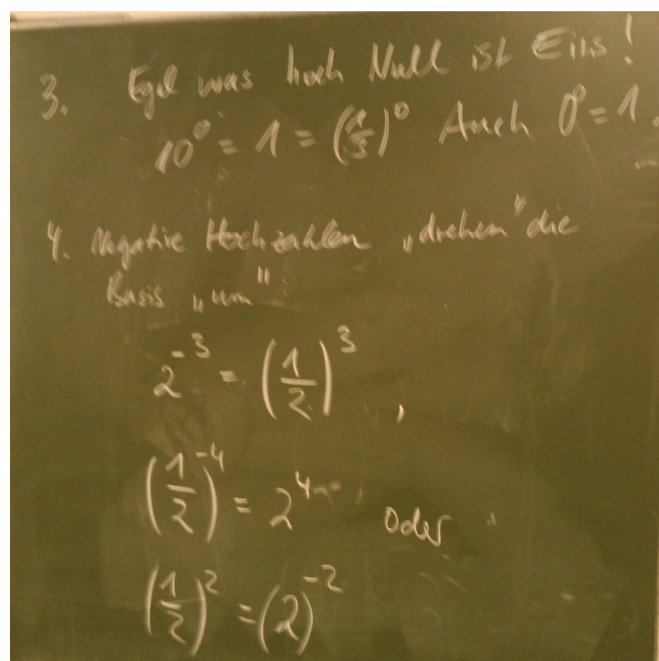 3. Egal was hoch Null ist Eins!
10⁰ = 1 = (1/3)⁰ Auch 0⁰ = 1.
4. Negative Hochzahlen „drehen" die
Basis „um":
2⁻³ = (1/2)³,
(1/2)⁻⁴ = 2⁴ oder
(1/2)² = (2)⁻²